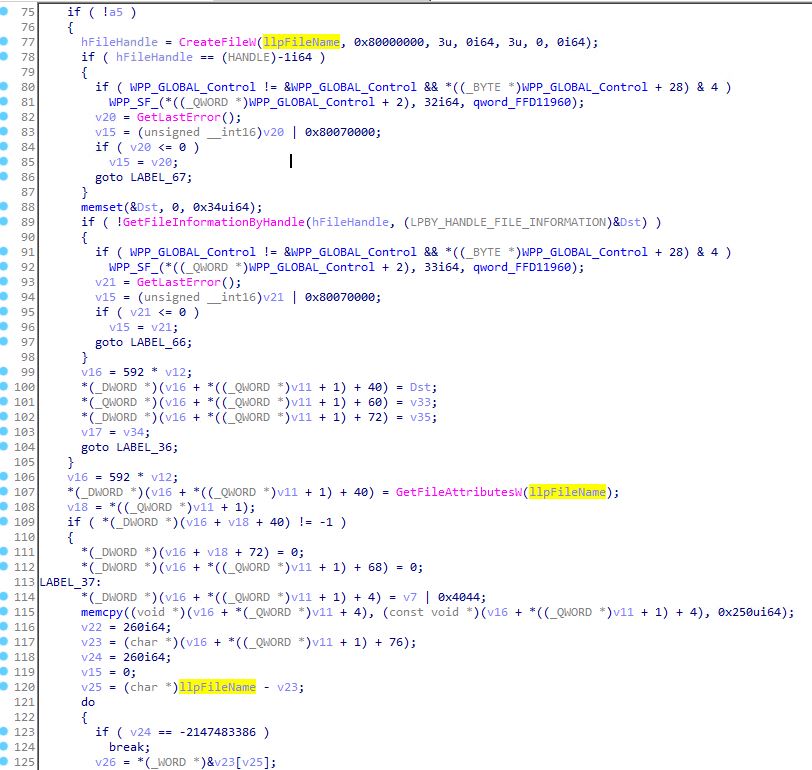 75 if ( !a5 )
76 {
77 hFileHandle = CreateFileW(llpFileName, 0x80000000, 3u, 0i64, 3u, 0, 0i64);
78 if ( hFileHandle == (HANDLE)-1i64 )
79 {
80 if ( WPP_GLOBAL_Control != &WPP_GLOBAL_Control && *((_BYTE *)WPP_GLOBAL_Control + 28) & 4 )
81 WPP_SF_(*((_QWORD *)WPP_GLOBAL_Control + 2), 32i64, qword_FFD11960);
82 v20 = GetLastError();
83 v15 = (unsigned __int16)v20 | 0x80070000;
84 if ( v20 <= 0 )
85 v15 = v20;
86 goto LABEL_67;
87 }
88 memset(&Dst, 0, 0x34ui64);
89 if ( !GetFileInformationByHandle(hFileHandle, (LPBY_HANDLE_FILE_INFORMATION)&Dst) )
90 {
91 if ( WPP_GLOBAL_Control != &WPP_GLOBAL_Control && *((_BYTE *)WPP_GLOBAL_Control + 28) & 4 )
92 WPP_SF_(*((_QWORD *)WPP_GLOBAL_Control + 2), 33i64, qword_FFD11960);
93 v21 = GetLastError();
94 v15 = (unsigned __int16)v21 | 0x80070000;
95 if ( v21 <= 0 )
96 v15 = v21;
97 goto LABEL_66;
98 }
99 v16 = 592 * v12;
100 *(_DWORD *)(v16 + *((_QWORD *)v11 + 1) + 40) = Dst;
101 *(_QWORD *)(v16 + *((_QWORD *)v11 + 1) + 60) = v33;
102 *(_DWORD *)(v16 + *((_QWORD *)v11 + 1) + 72) = v35;
103 v17 = v34;
104 goto LABEL_36;
105 }
106 v16 = 592 * v12;
107 *(_DWORD *)(v16 + *((_QWORD *)v11 + 1) + 40) = GetFileAttributesW(llpFileName);
108 v18 = *((_QWORD *)v11 + 1);
109 if ( *(_DWORD *)(v16 + v18 + 40) != -1 )
110 {
111 *(_DWORD *)(v16 + v18 + 72) = 0;
112 *(_DWORD *)(v16 + *((_QWORD *)v11 + 1) + 68) = 0;
113 LABEL_37:
114 *(_DWORD *)(v16 + *((_QWORD *)v11 + 1) + 4) = v7 | 0x4044;
115 memcpy((void *)(v16 + *(_QWORD *)v11 + 4), (const void *)(v16 + *((_QWORD *)v11 + 1) + 4), 0x250ui64);
116 v22 = 260i64;
117 v23 = (char *)(v16 + *((_QWORD *)v11 + 1) + 76);
118 v24 = 260i64;
119 v15 = 0;
120 v25 = (char *)llpFileName - v23;
121 do
122 {
123 if ( v24 == -2147483386 )
124 break;
125 v26 = *(_WORD *)&v23[v25];